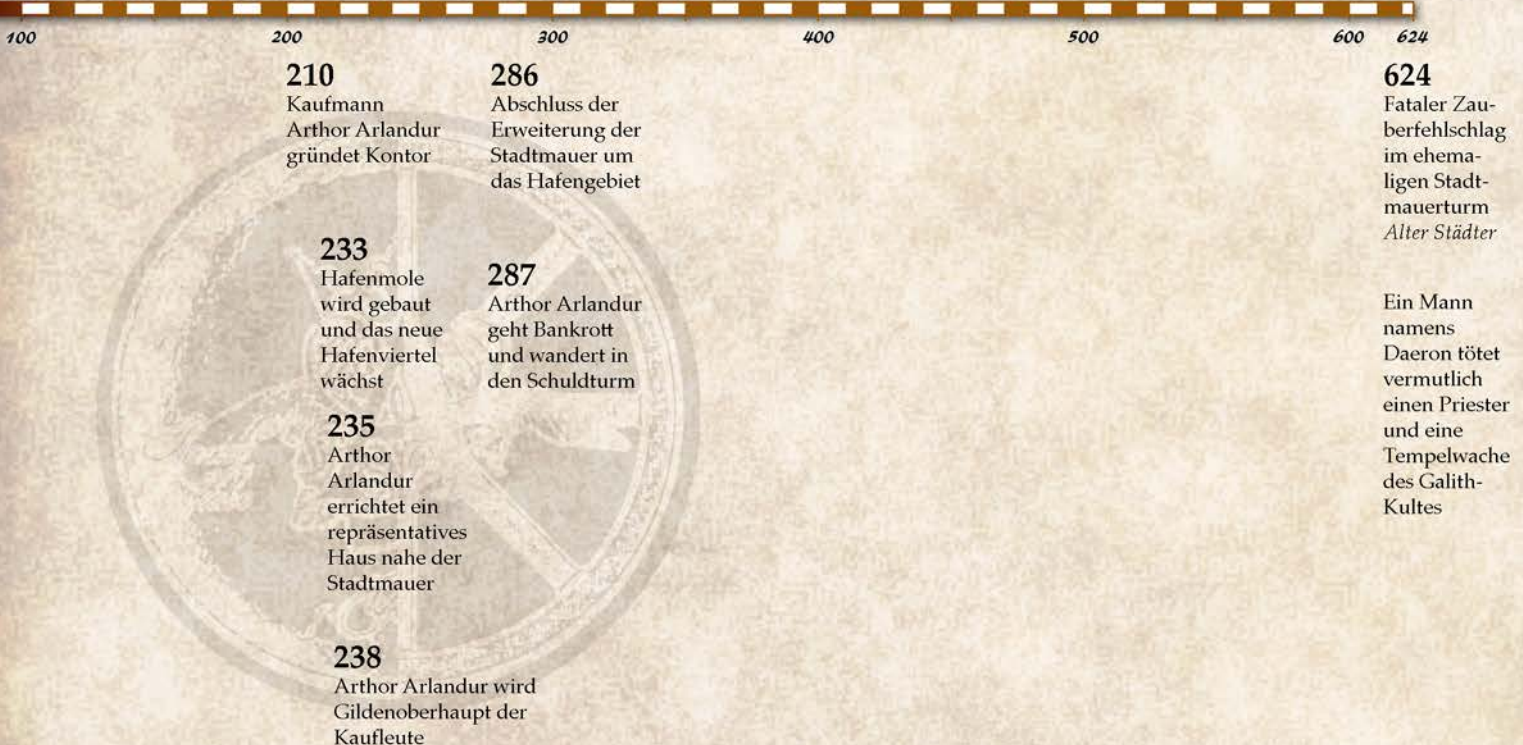 100 200 300 400 500 600 624
210
Kaufmann
Arthor Arlandur
gründet Kontor
233
Hafenmole
wird gebaut
und das neue
Hafenviertel
wächst
235
Arthor
Arlandur
errichtet ein
repräsentatives
Haus nahe der
Stadtmauer
238
Arthor Arlandur wird
Gildenoberhaupt der
Kaufleute
286
Abschluss der
Erweiterung der
Stadtmauer um
das Hafengebiet
287
Arthor Arlandur
geht Bankrott
und wandert in
den Schuldturm
624
Fataler Zau-
berfehlschlag
im ehema-
ligen Stadt-
mauerturm
Alter Städter
Ein Mann
namens
Daeron tötet
vermutlich
einen Priester
und eine
Tempelwache
des Galith-
Kultes